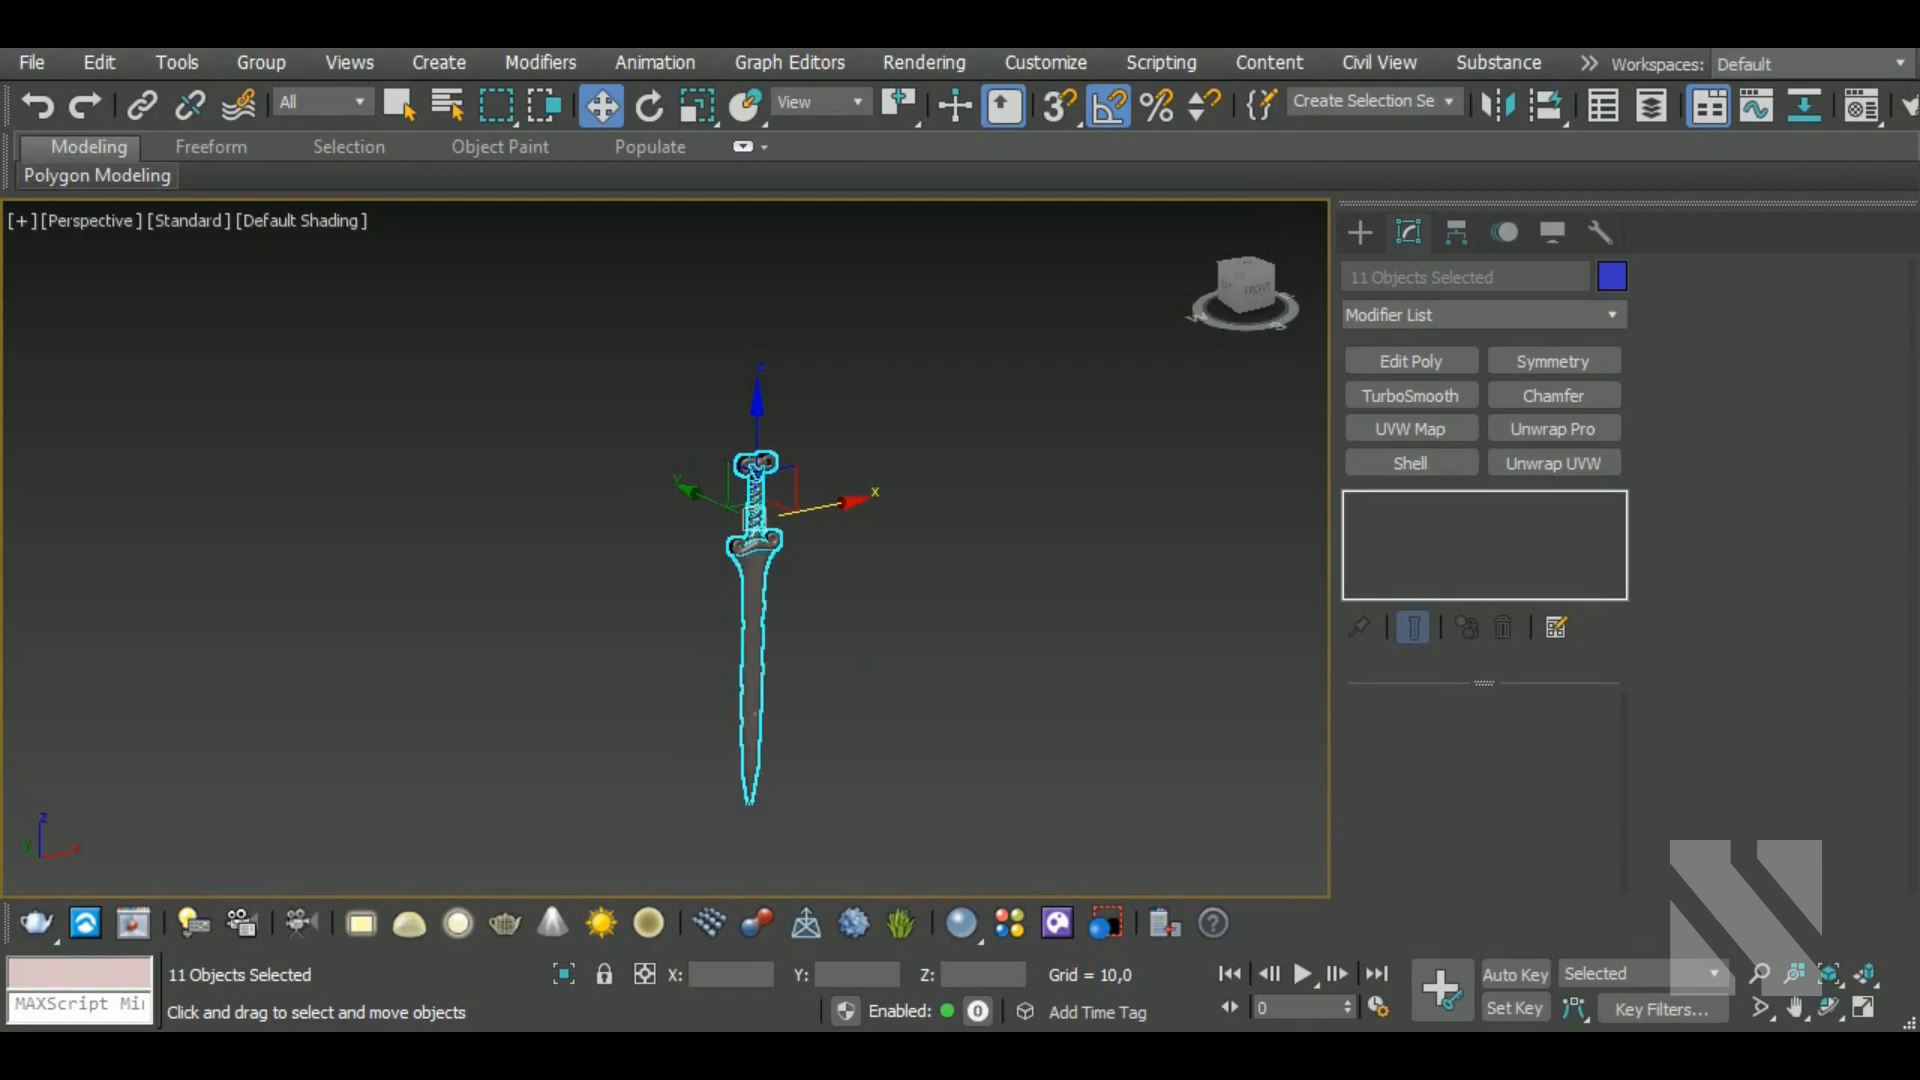 File Edit Tools Group Views Create Modifiers Animation Graph Editors Rendering Customize Scripting Content Civil View Substance Workspaces: Default
All View 3 Create Selection Se
Modeling Freeform Selection Object Paint Populate
Polygon Modeling
[+] [Perspective] [Standard] [Default Shading]
FRONT
11 Objects Selected
Modifier List
Edit Poly Symmetry
TurboSmooth Chamfer
UVW Map Unwrap Pro
Shell Unwrap UVW
z
y
x
z
x
11 Objects Selected X: Y: Z: Grid = 10,0 Auto Key Selected
MAXScript Mi
Click and drag to select and move objects Enabled: 0 Add Time Tag 0 Set Key Key Filters...